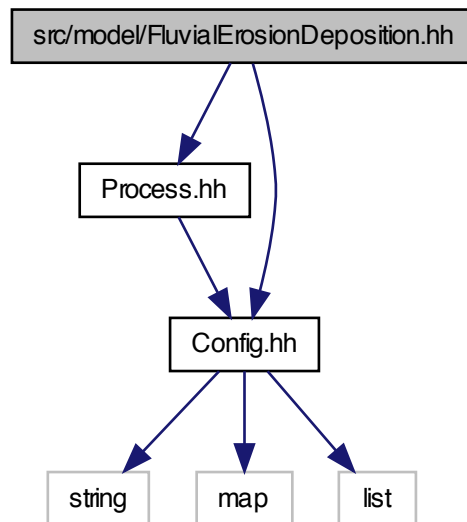 src/model/FluvialErosionDeposition.hh
Process.hh
Config.hh
string
map
list